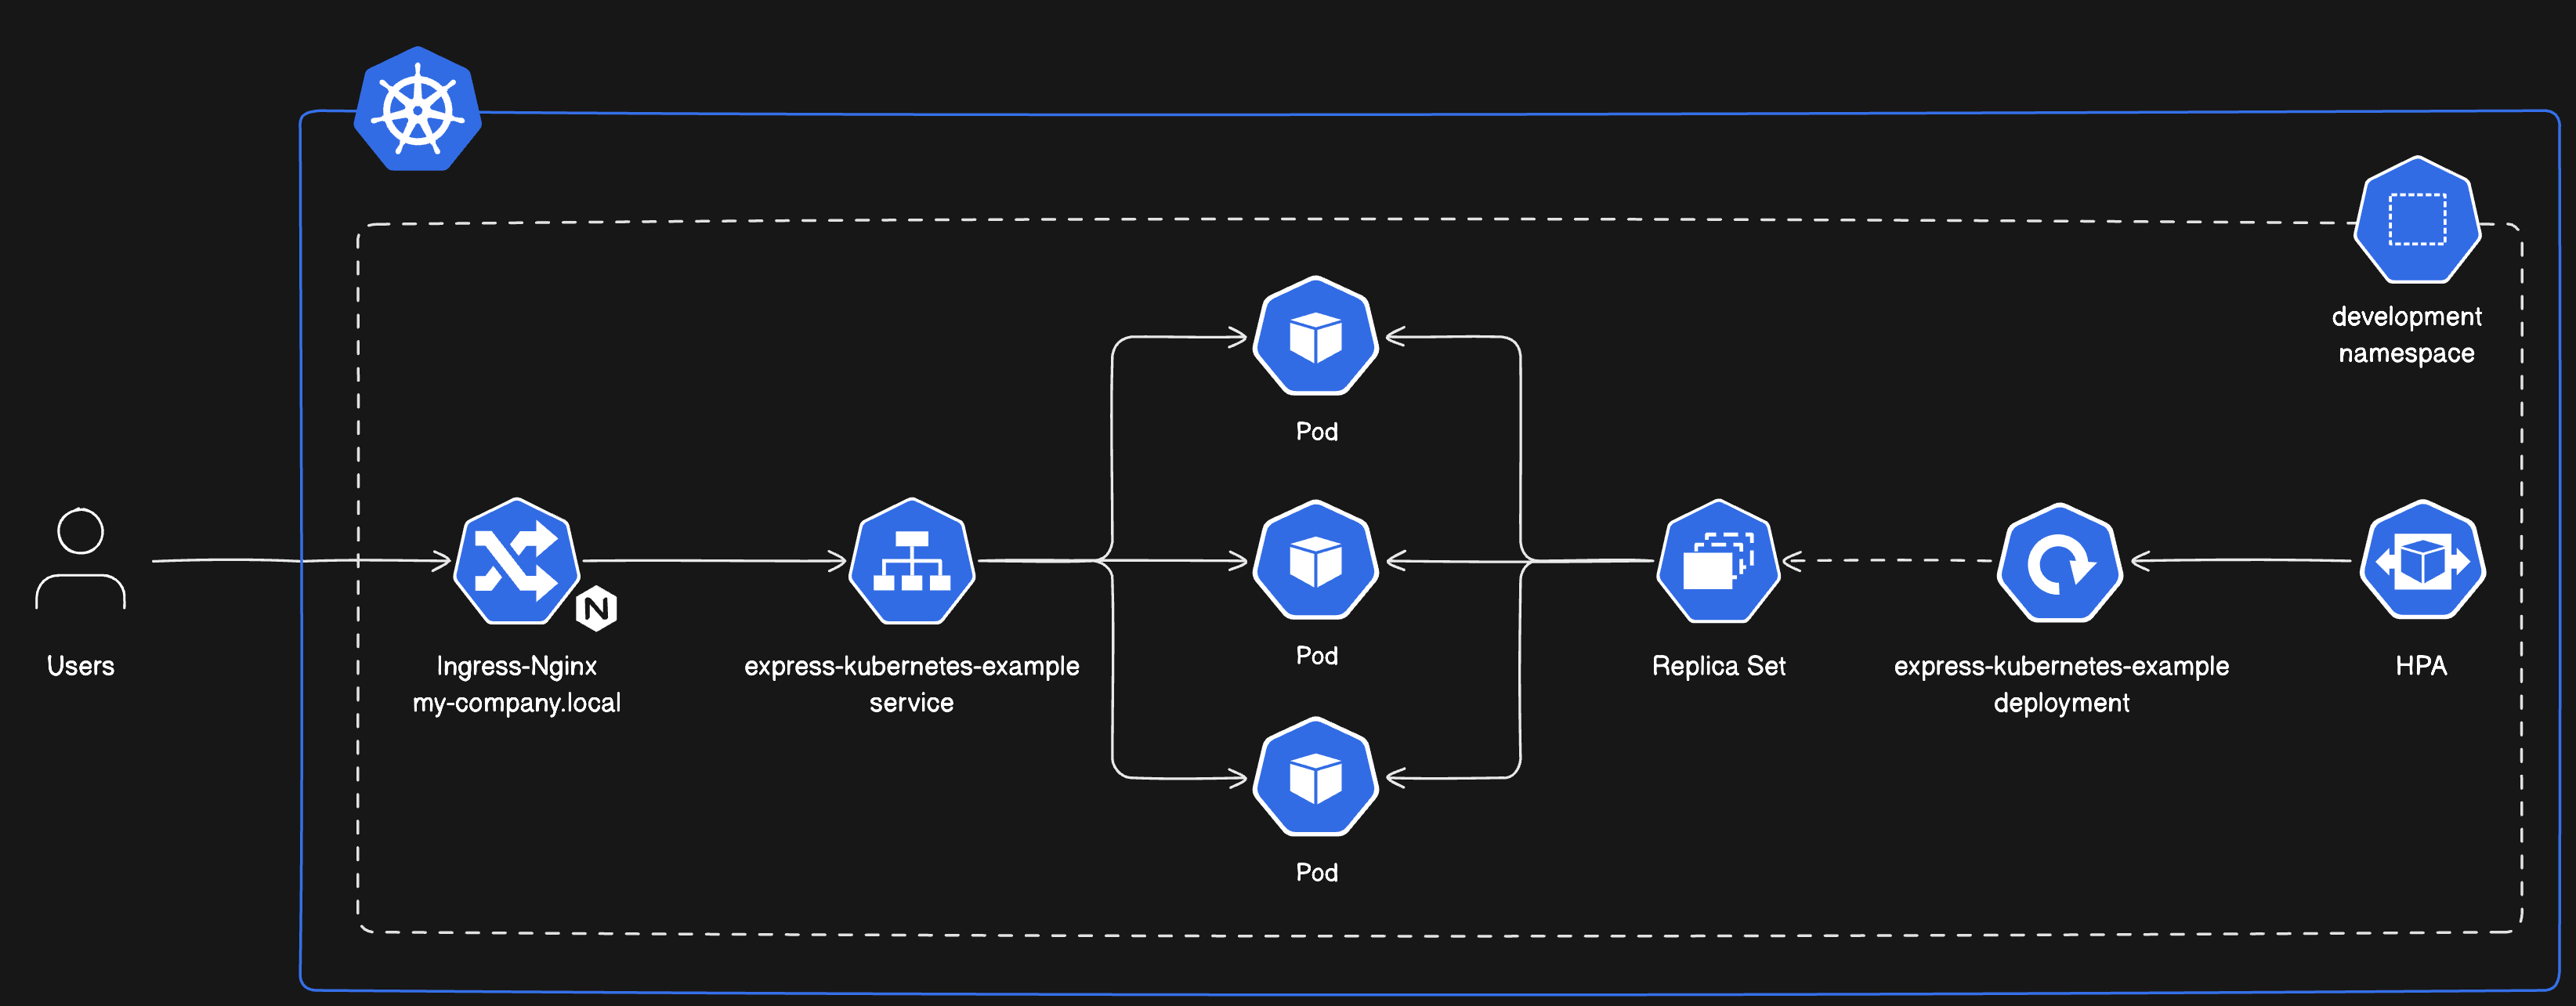 development
namespace
Pod
Users
Ingress-Nginx
my-company.local
N
express-kubernetes-example
service
Pod
Replica Set
express-kubernetes-example
deployment
HPA
Pod